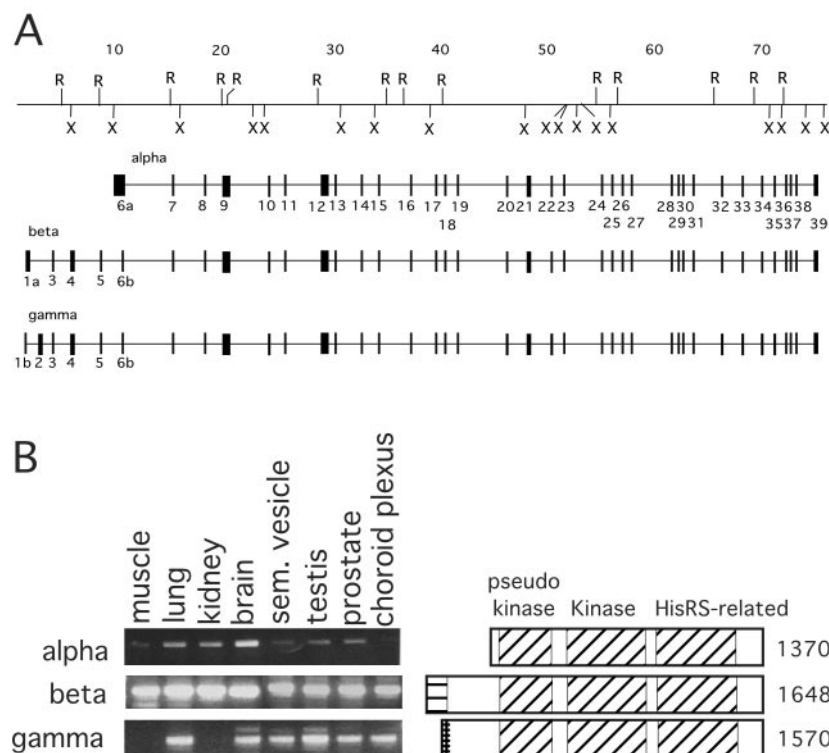 A
10 20 30 40 50 60 70
R R R R R R R R R R R R R R
X X X X X X X X X X X X X X X X X X X
alpha
6a 7 8 9 10 11 12 13 14 15 16 17 19 20 21 22 23 24 26 28 30 32 33 34 36 38
18 25 27 29 31 35 37 39
beta
1a 3 4 5 6b
gamma
1b 2 3 4 5 6b
B
muscle
lung
kidney
brain
sem. vesicle
testis
prostate
choroid plexus
alpha
beta
gamma
pseudo
kinase Kinase HisRS-related
1370
1648
1570